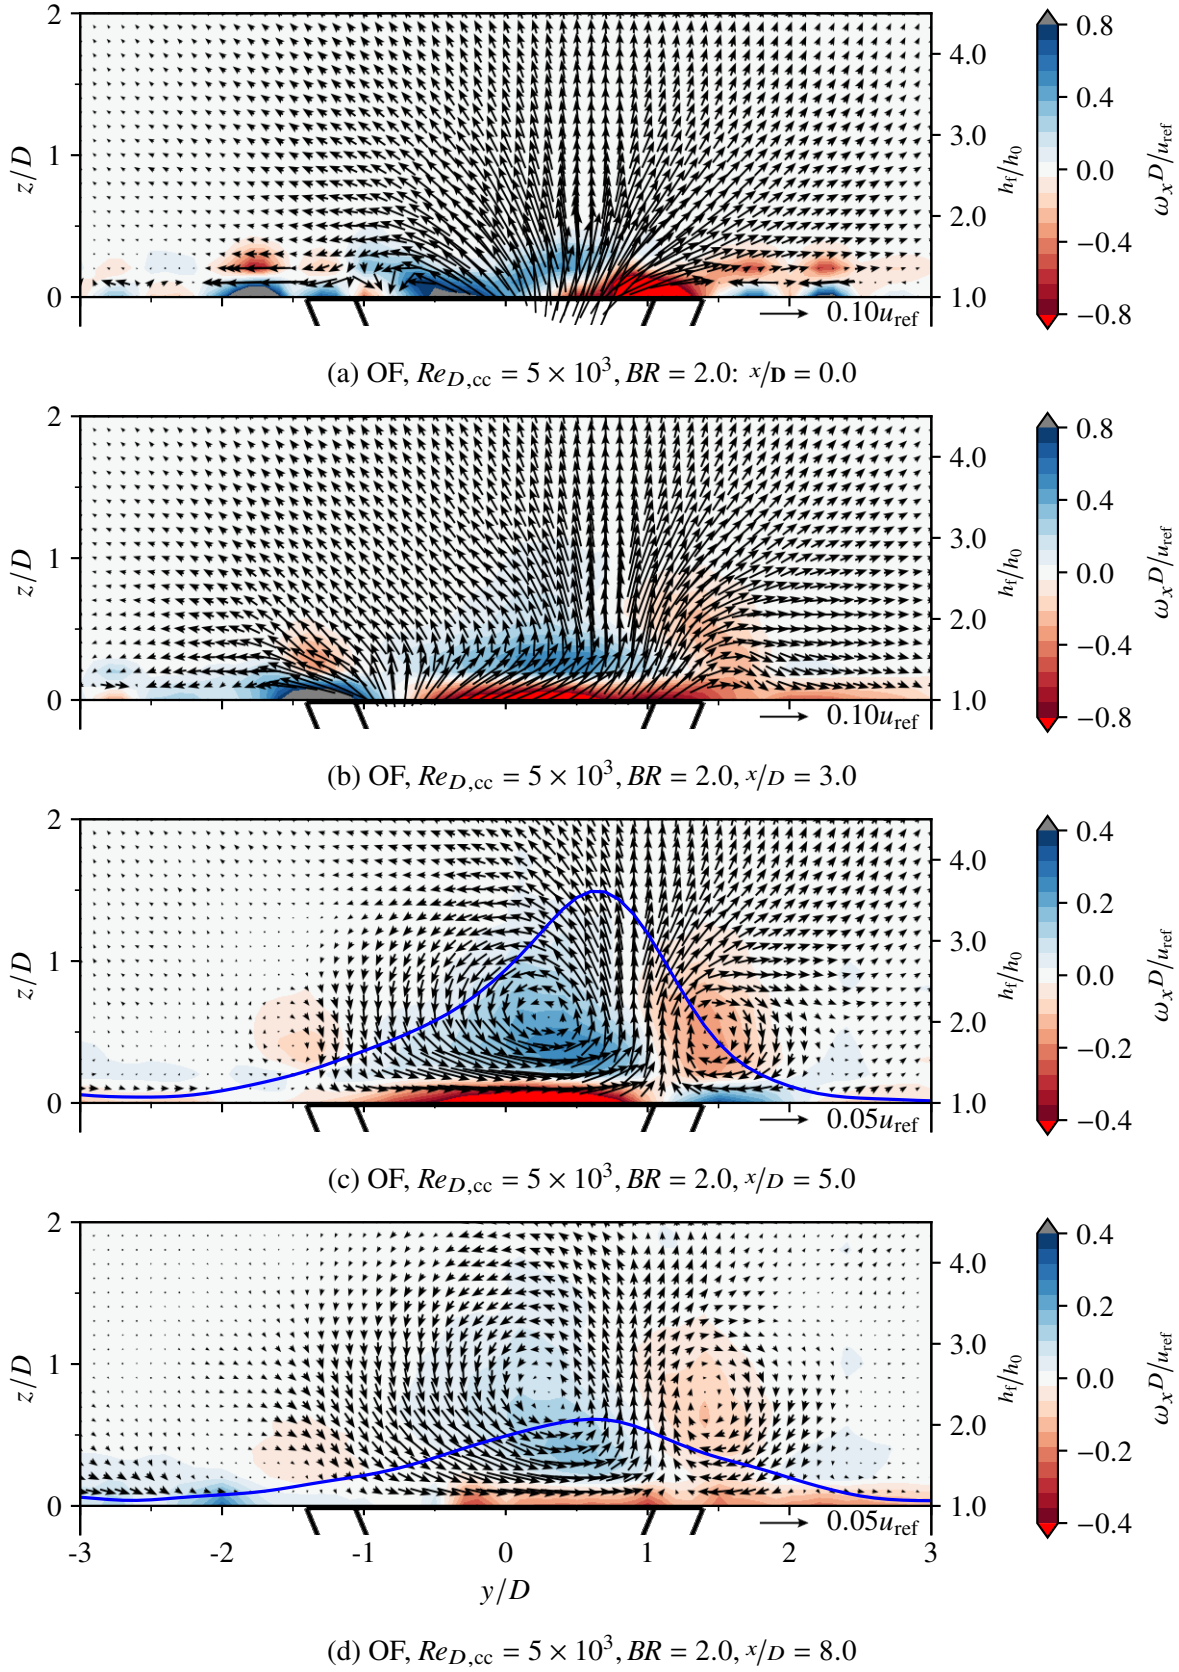 2
0.8
4.0
0.4
3.0
z/D
1
h_f/h_0
0.0
ω_x D/u_ref
2.0
−0.4
0
1.0
0.10u_ref
−0.8
(a) OF, Re_{D,cc} = 5 × 10^3, BR = 2.0: x/D = 0.0
2
0.8
4.0
0.4
3.0
z/D
1
h_f/h_0
0.0
ω_x D/u_ref
2.0
−0.4
0
1.0
0.10u_ref
−0.8
(b) OF, Re_{D,cc} = 5 × 10^3, BR = 2.0, x/D = 3.0
2
0.4
4.0
0.2
3.0
z/D
1
h_f/h_0
0.0
ω_x D/u_ref
2.0
−0.2
0
1.0
0.05u_ref
−0.4
(c) OF, Re_{D,cc} = 5 × 10^3, BR = 2.0, x/D = 5.0
2
0.4
4.0
0.2
3.0
z/D
1
h_f/h_0
0.0
ω_x D/u_ref
2.0
−0.2
0
1.0
0.05u_ref
−0.4
-3 -2 -1 0 1 2 3
y/D
(d) OF, Re_{D,cc} = 5 × 10^3, BR = 2.0, x/D = 8.0